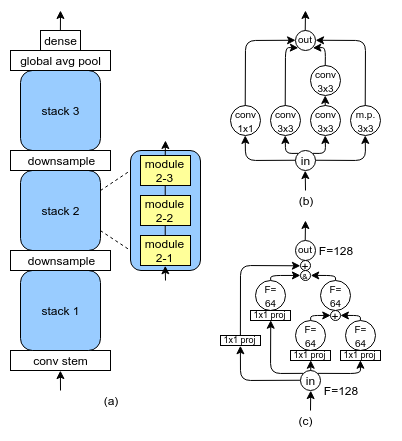 dense
global avg pool
stack 3
downsample
stack 2
downsample
stack 1
conv stem
(a)
module
2-3
module
2-2
module
2-1
out
conv
3x3
conv
1x1
conv
3x3
conv
3x3
m.p.
3x3
in
(b)
out
F=128
+
a
F=
64
1x1 proj
F=
64
+
F=
64
1x1 proj
F=
64
1x1 proj
1x1 proj
in
F=128
(c)